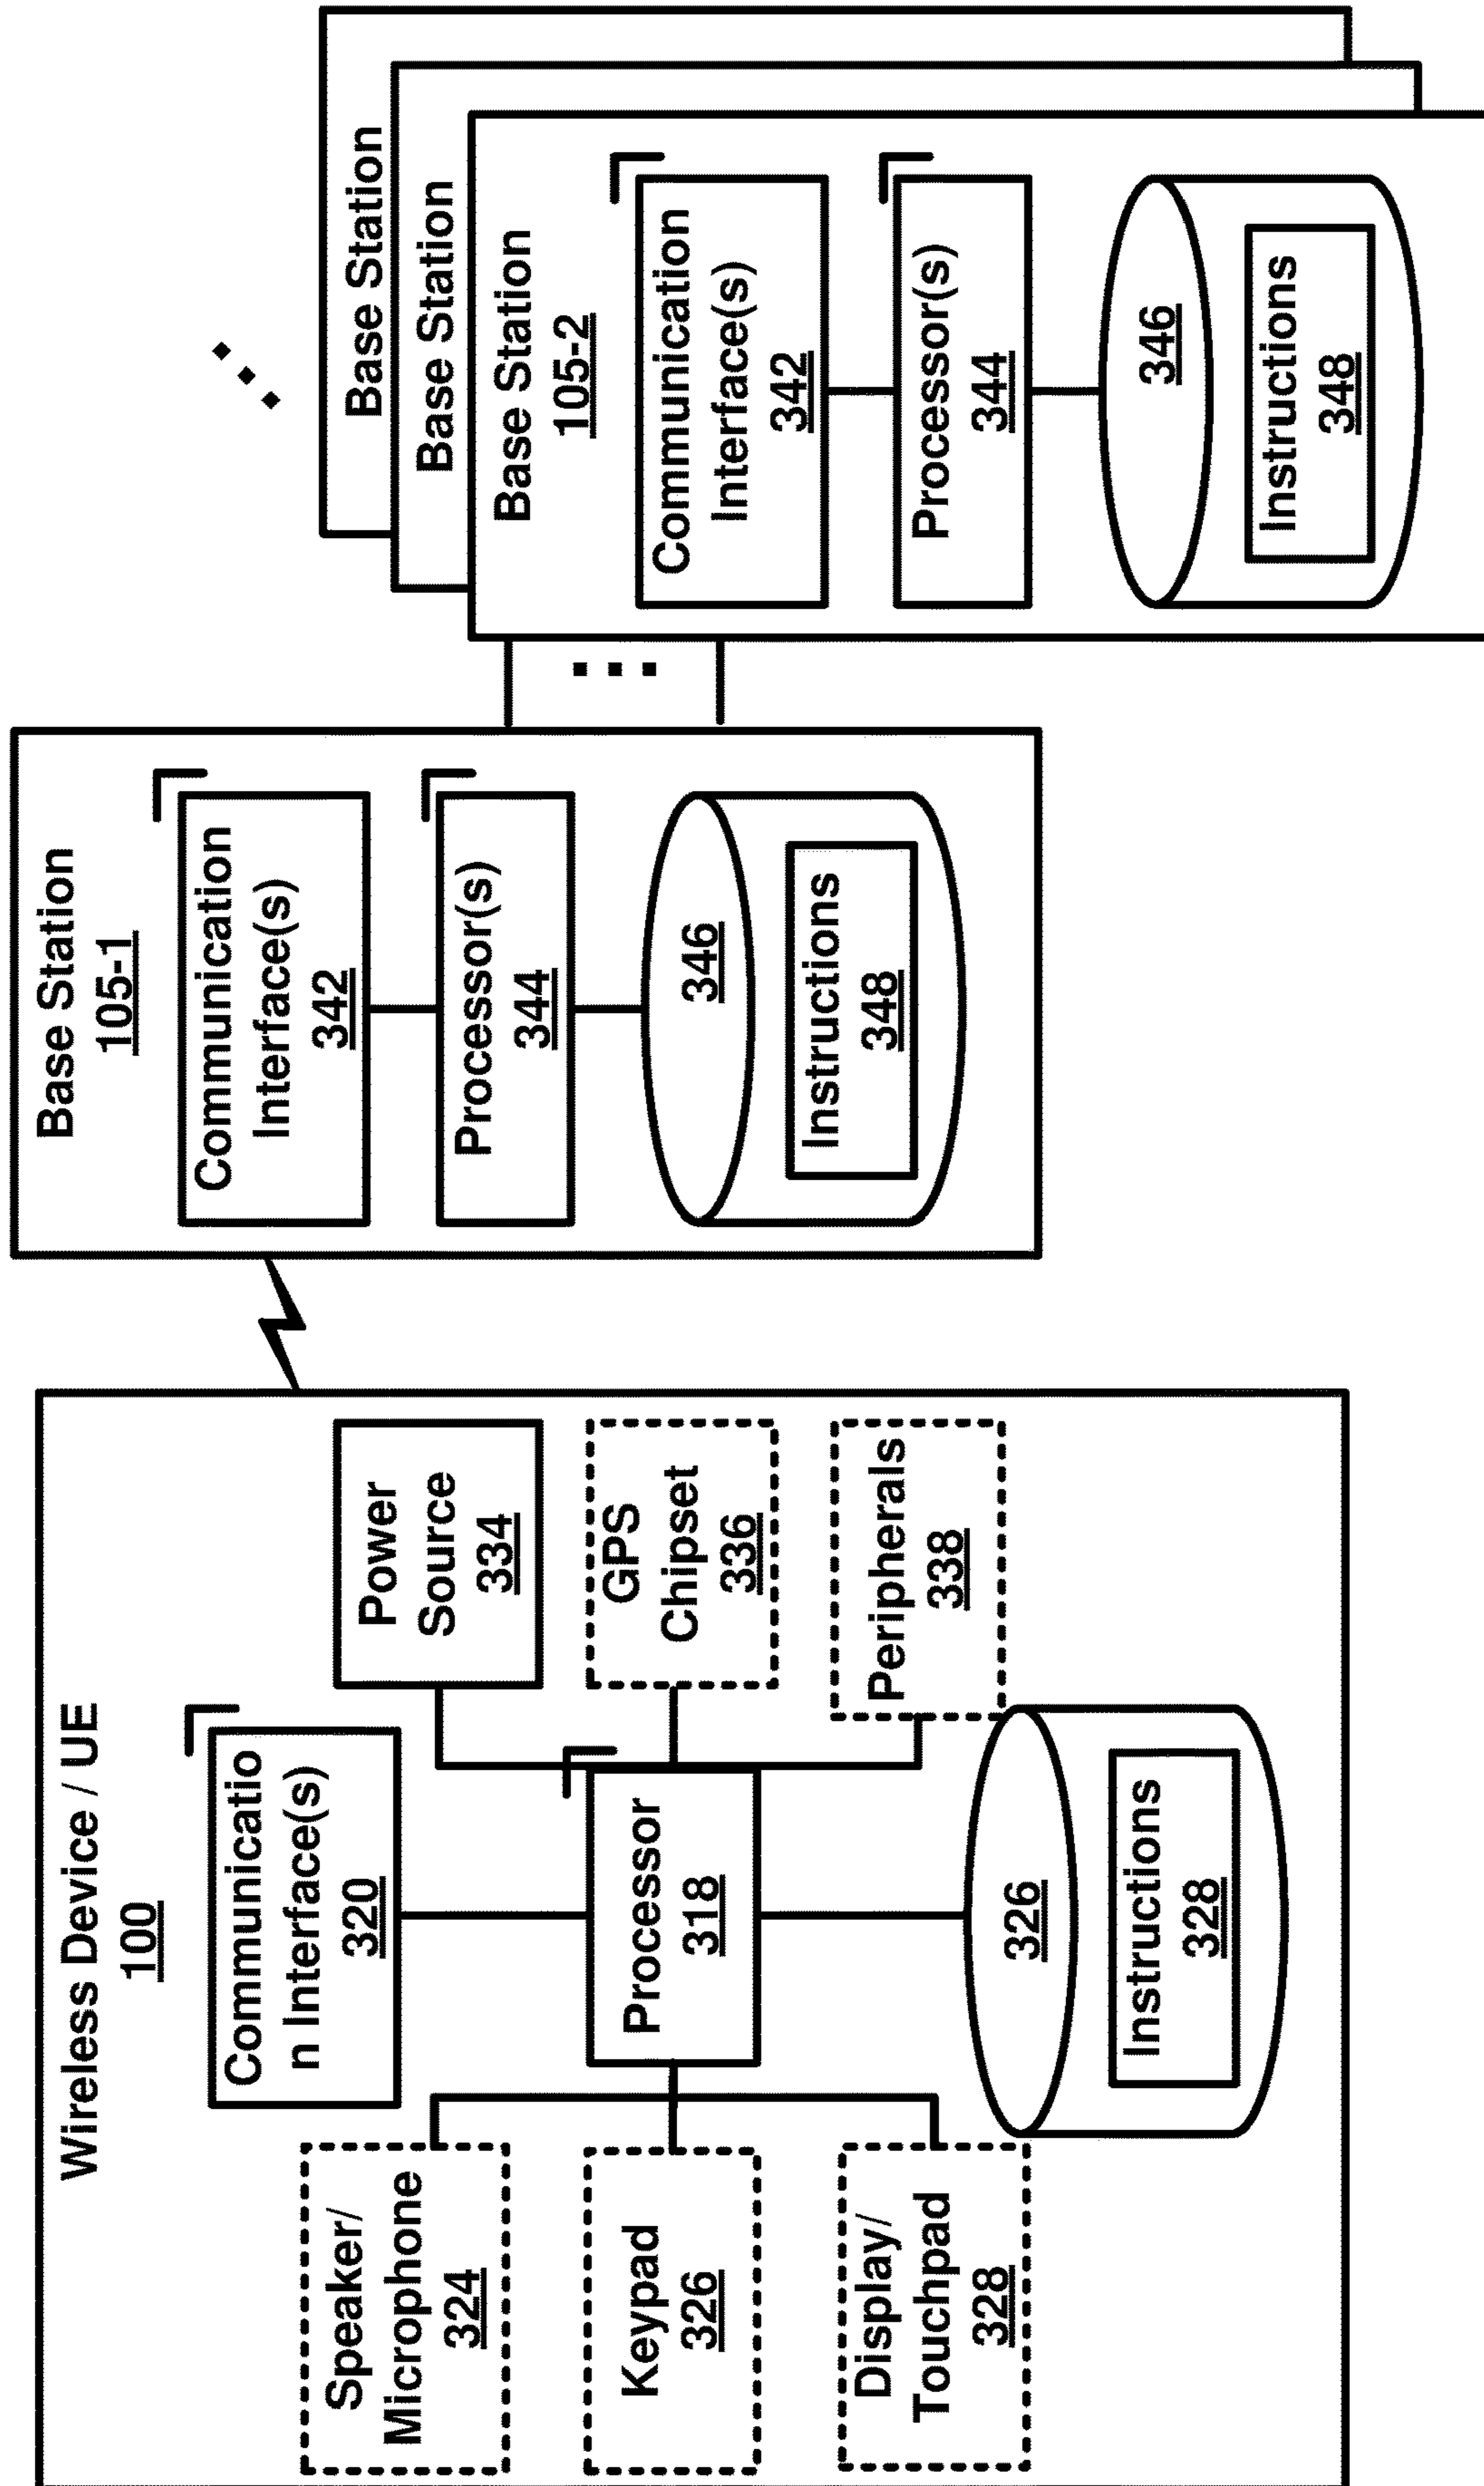 Wireless Device / UE
100
Speaker/
Microphone
324
Keypad
326
Display/
Touchpad
328
Communicatio
n Interface(s)
320
Processor
318
326
Instructions
328
Power
Source
334
GPS
Chipset
336
Peripherals
338
Base Station
105-1
Communication
Interface(s)
342
Processor(s)
344
346
Instructions
348
Base Station
Base Station
Base Station
105-2
Communication
Interface(s)
342
Processor(s)
344
346
Instructions
348